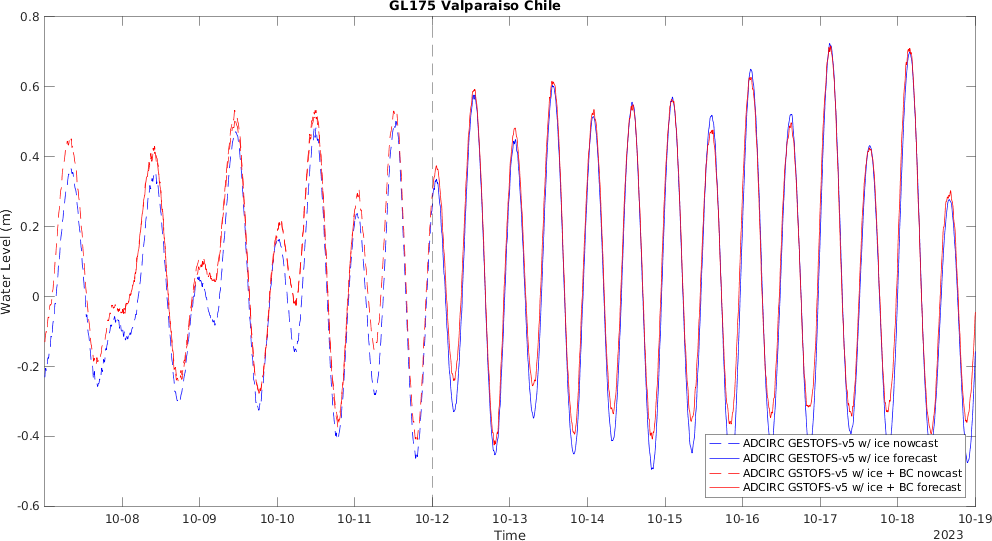 GL175 Valparaiso Chile
0.8
0.6
0.4
0.2
0
-0.2
-0.4
-0.6
Water Level (m)
ADCIRC GESTOFS-v5 w/ ice nowcast
ADCIRC GESTOFS-v5 w/ ice forecast
ADCIRC GSTOFS-v5 w/ ice + BC nowcast
ADCIRC GSTOFS-v5 w/ ice + BC forecast
10-08 10-09 10-10 10-11 10-12 10-13 10-14 10-15 10-16 10-17 10-18 10-19
Time
2023